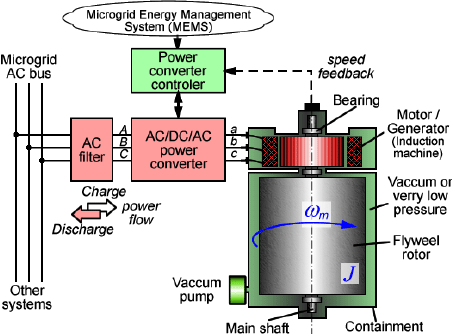 Microgrid Energy Management
System (MEMS)
Microgrid
AC bus
Power
converter
controler
speed
feedback
Bearing
Motor /
Generator
(Induction
machine)
AC
filter
A
B
C
AC/DC/AC
power
converter
a
b
c
Charge
power
flow
Discharge
Vaccum or
verry low
pressure
ωm
Flyweel
rotor
J
Vaccum
pump
Other
systems
Main shaft
Containment